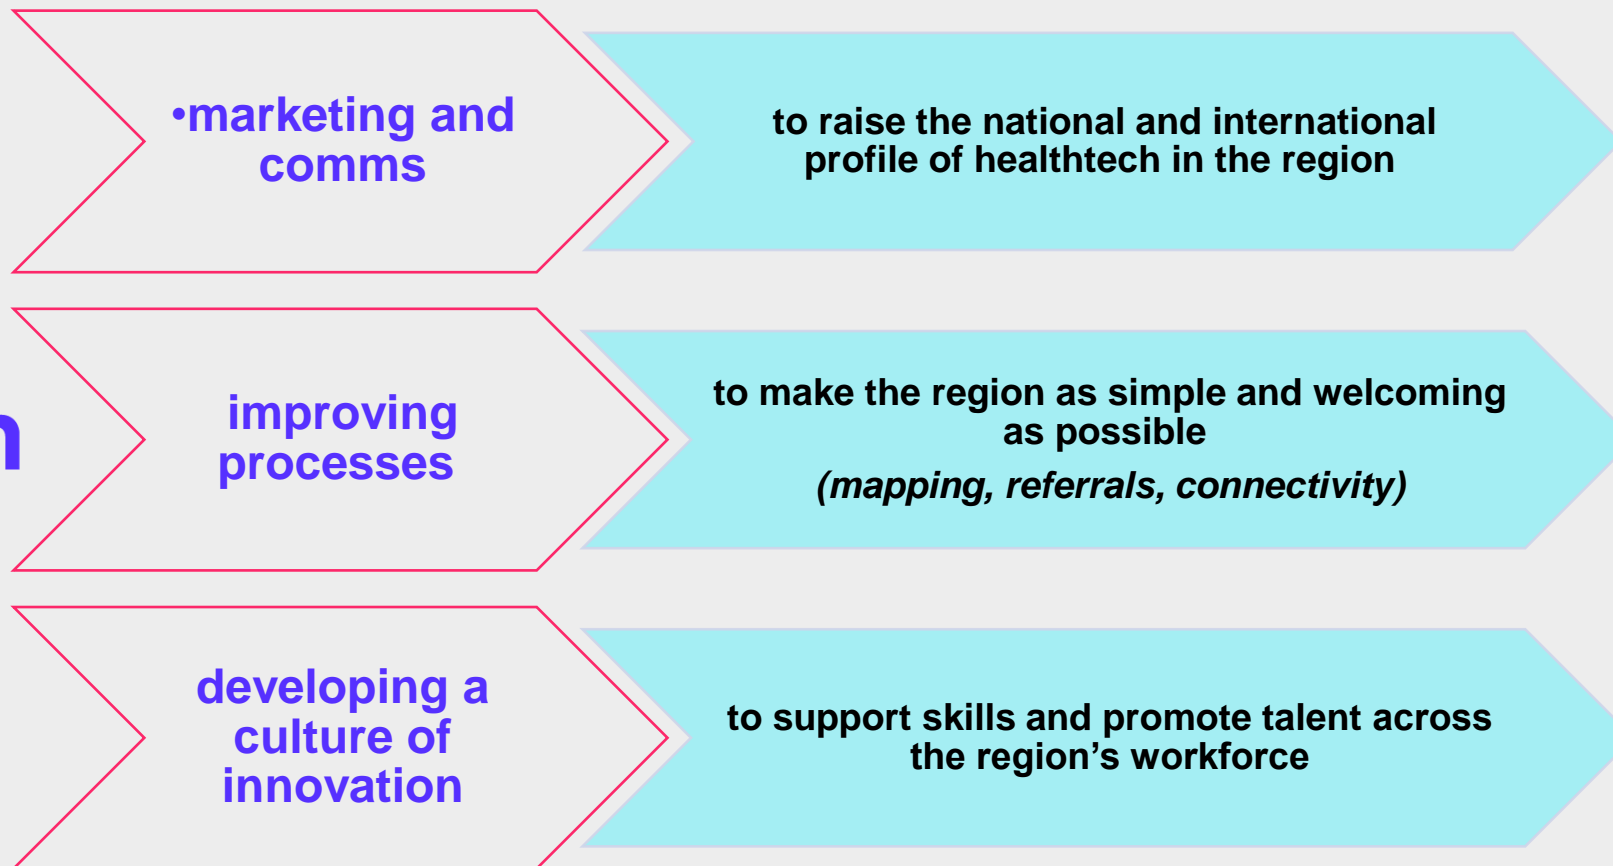 •marketing and
comms
to raise the national and international
profile of healthtech in the region
improving
processes
to make the region as simple and welcoming
as possible
(mapping, referrals, connectivity)
developing a
culture of
innovation
to support skills and promote talent across
the region’s workforce